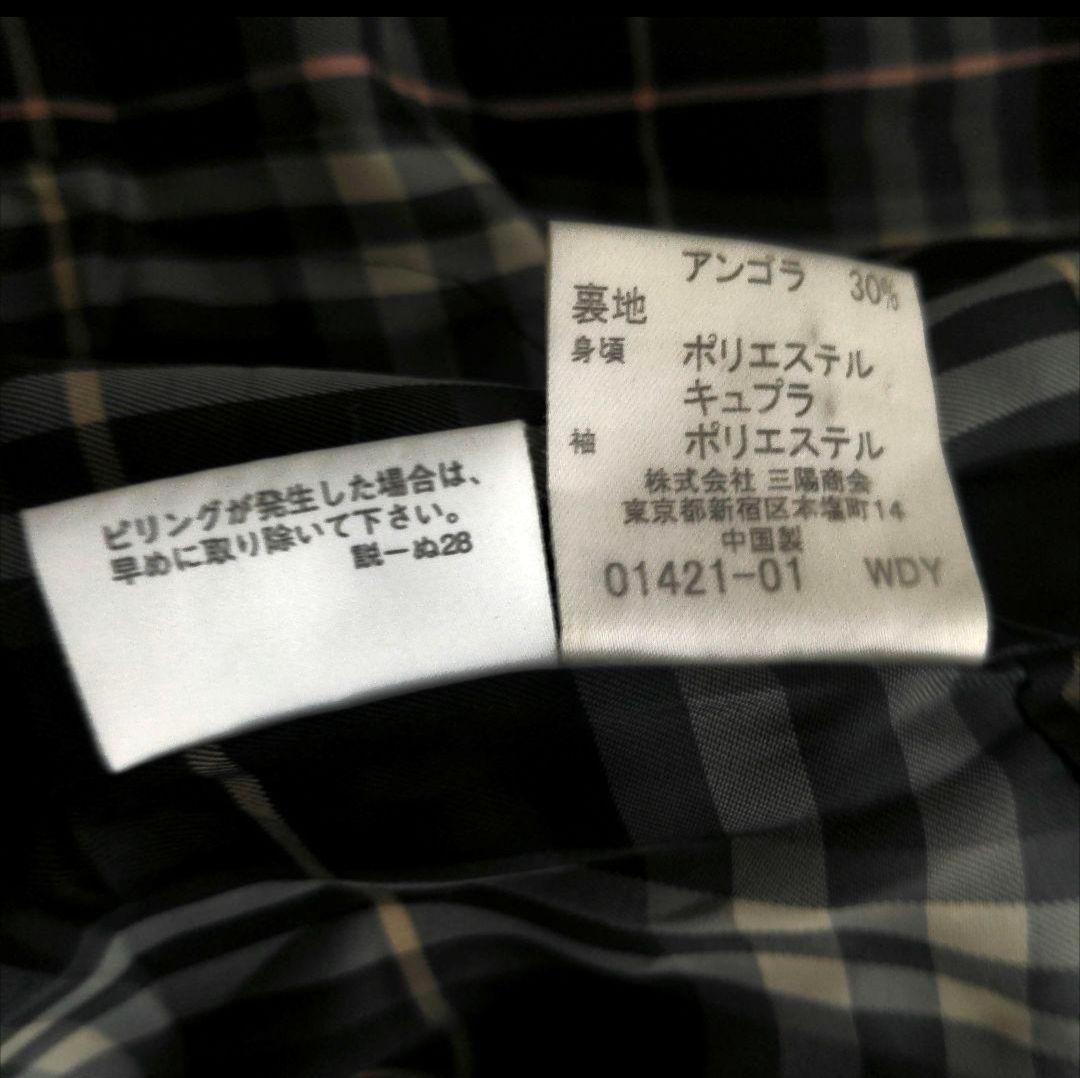 ピリングが発生した場合は、
早めに取り除いて下さい。
説ーぬ28
アンゴラ 30%
裏地
身頃 ポリエステル
キュプラ
袖 ポリエステル
株式会社 三陽商会
東京都新宿区本塩町14
中国製
01421-01 WDY